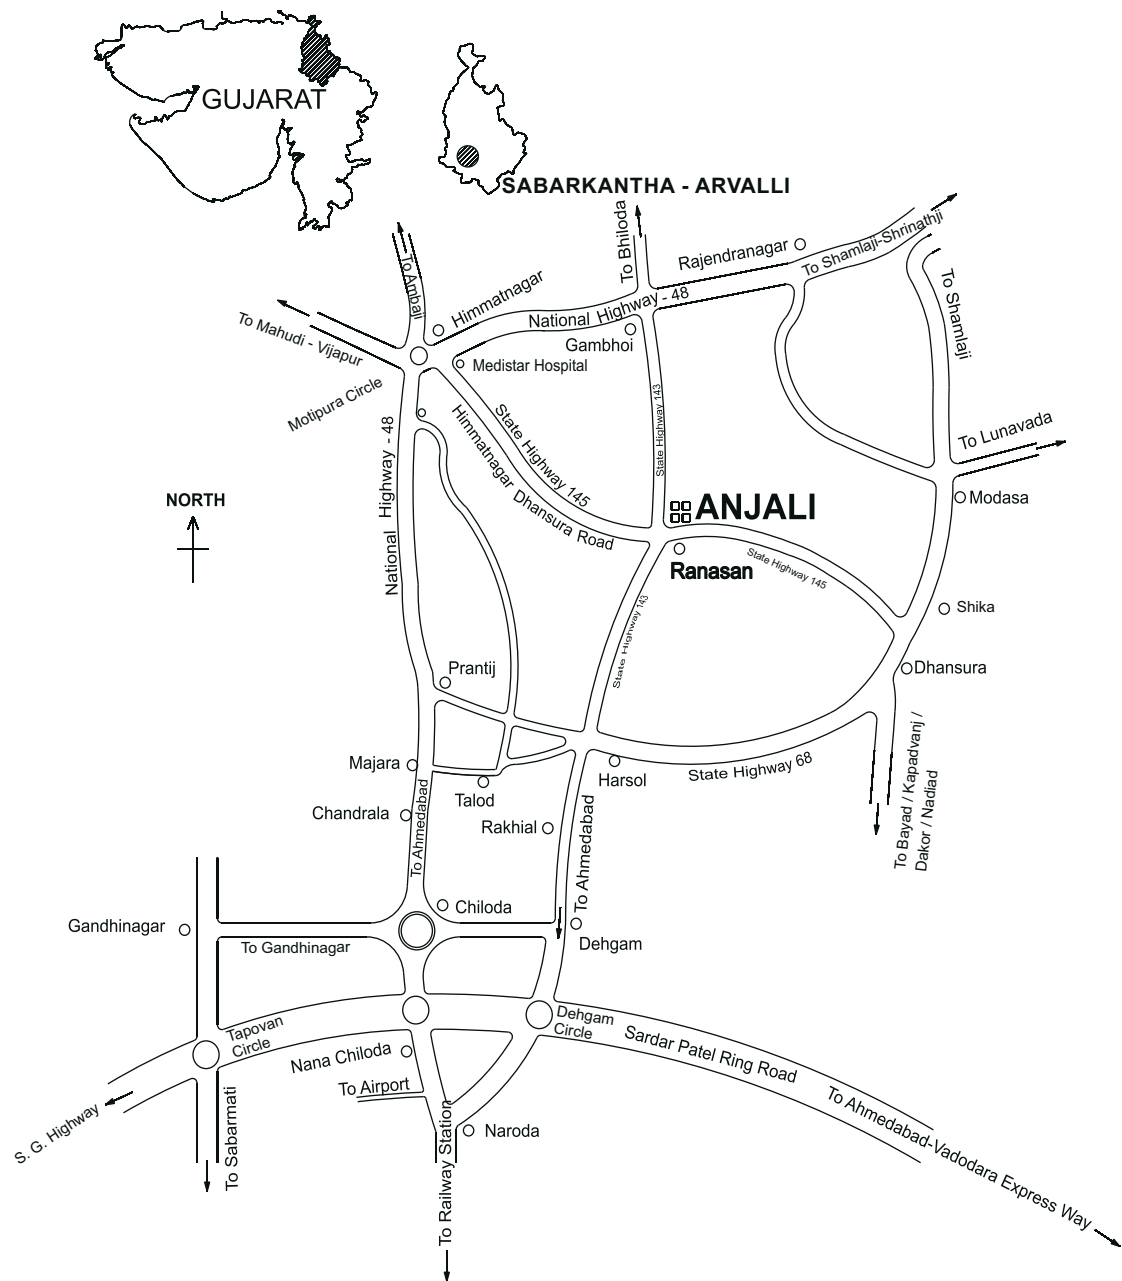 GUJARAT
SABARKANTHA - ARVALLI
To Bhiloda
Rajendranagar
To Shamlaji-Shrinathji
To Ambaji
Himmatnagar
National Highway - 48
To Shamlaji
To Mahudi - Vijapur
Gambhoi
Medistar Hospital
Motipura Circle
State Highway 143
National Highway - 48
State Highway 145
Himmatnagar Dhansura Road
To Lunavada
Modasa
NORTH
ANJALI
Ranasan
State Highway 145
Shika
State Highway 143
Prantij
Dhansura
Majara
Talod
Harsol
State Highway 68
To Bayad / Kapadvanj /
Dakor / Nadiad
Chandrala
To Ahmedabad
Rakhial
To Ahmedabad
Gandhinagar
To Gandhinagar
Chiloda
Dehgam
Tapovan
Circle
Nana Chiloda
Dehgam
Circle
Sardar Patel Ring Road
To Airport
To Ahmedabad-Vadodara Express Way
S. G. Highway
To Sabarmati
To Railway Station
Naroda